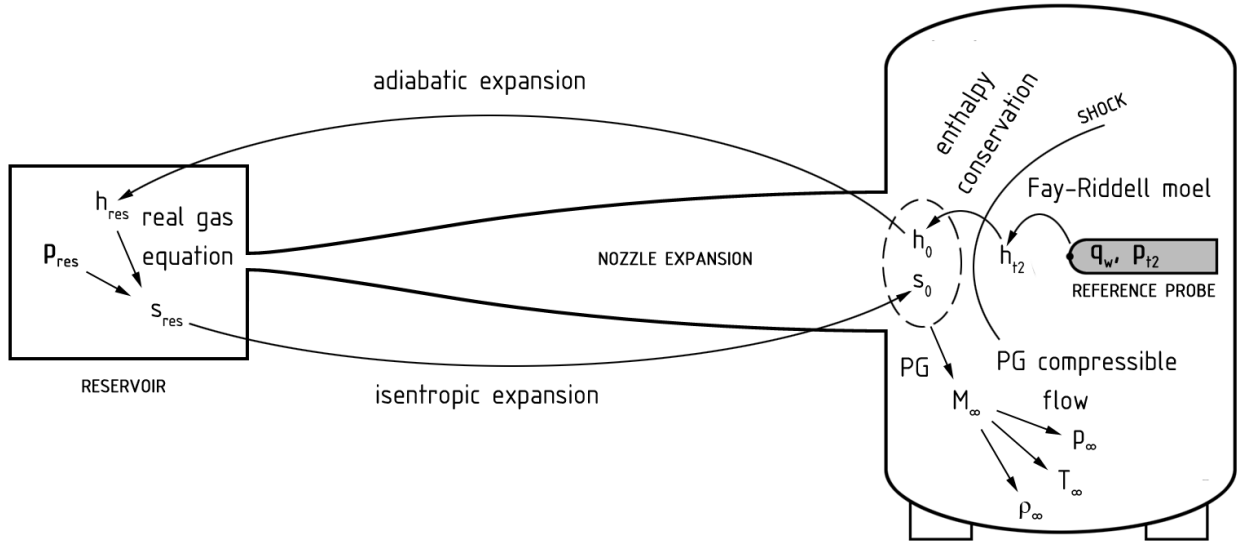 adiabatic expansion
enthalpy
conservation
SHOCK
Fay-Riddell moel
h_res
real gas
equation
p_res
s_res
RESERVOIR
NOZZLE EXPANSION
h_0
s_0
h_t2
q_w, p_t2
REFERENCE PROBE
isentropic expansion
PG
PG compressible
flow
M_∞
p_∞
T_∞
ρ_∞